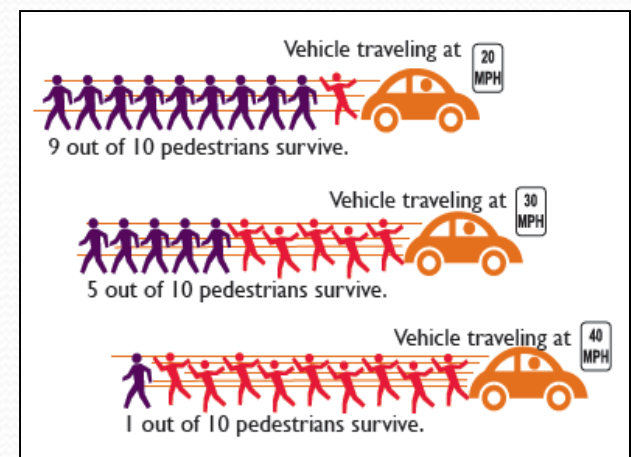 Vehicle traveling at
20
MPH
9 out of 10 pedestrians survive.
Vehicle traveling at
30
MPH
5 out of 10 pedestrians survive.
Vehicle traveling at
40
MPH
1 out of 10 pedestrians survive.